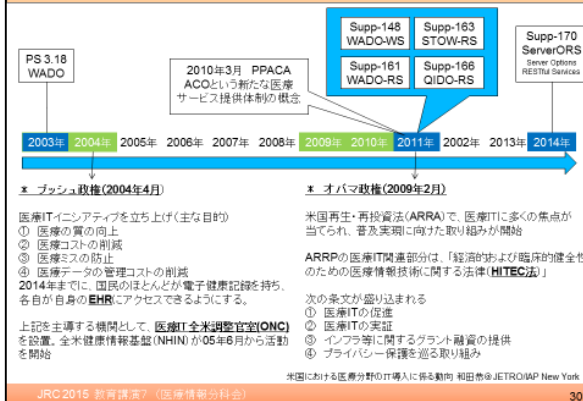 PS 3.18
WADO
2010年3月 PPACA
ACOという新たな医療
サービス提供体制の概念
Supp-148
WADO-WS
Supp-163
STOW-RS
Supp-161
WADO-RS
Supp-166
QIDO-RS
Supp-170
ServerORS
Server Options
RESTful Services
2003年 2004年 2005年 2006年 2007年 2008年 2009年 2010年 2011年 2002年 2013年 2014年
* ブッシュ政権(2004年4月)
医療ITイニシアティブを立ち上げ(主な目的)
① 医療の質の向上
② 医療コストの削減
③ 医療ミスの防止
④ 医療データの管理コストの削減
2014年までに、国民のほとんどが電子健康記録を持ち、
各自が自身のEHRにアクセスできるようにする。
上記を主導する機関として、医療IT全米調整官室(ONC)
を設置。全米健康情報基盤(NHIN)が05年6月から活動
を開始
* オバマ政権(2009年2月)
米国再生・再投資法(ARRA)で、医療ITに多くの焦点が
当てられ、普及実現に向けた取り組みが開始
ARRPの医療IT関連部分は、「経済的および臨床的健全性
のための医療情報技術に関する法律(HITEC法)」
次の条文が盛り込まれる
① 医療ITの促進
② 医療ITの実証
③ インフラ等に関するグラント融資の提供
④ プライバシー保護を巡る取り組み
米国における医療分野のIT導入に係る動向 和田恭@JETRO/IAP New York
JRC 2015 教育講演7 (医療情報分科会)
30